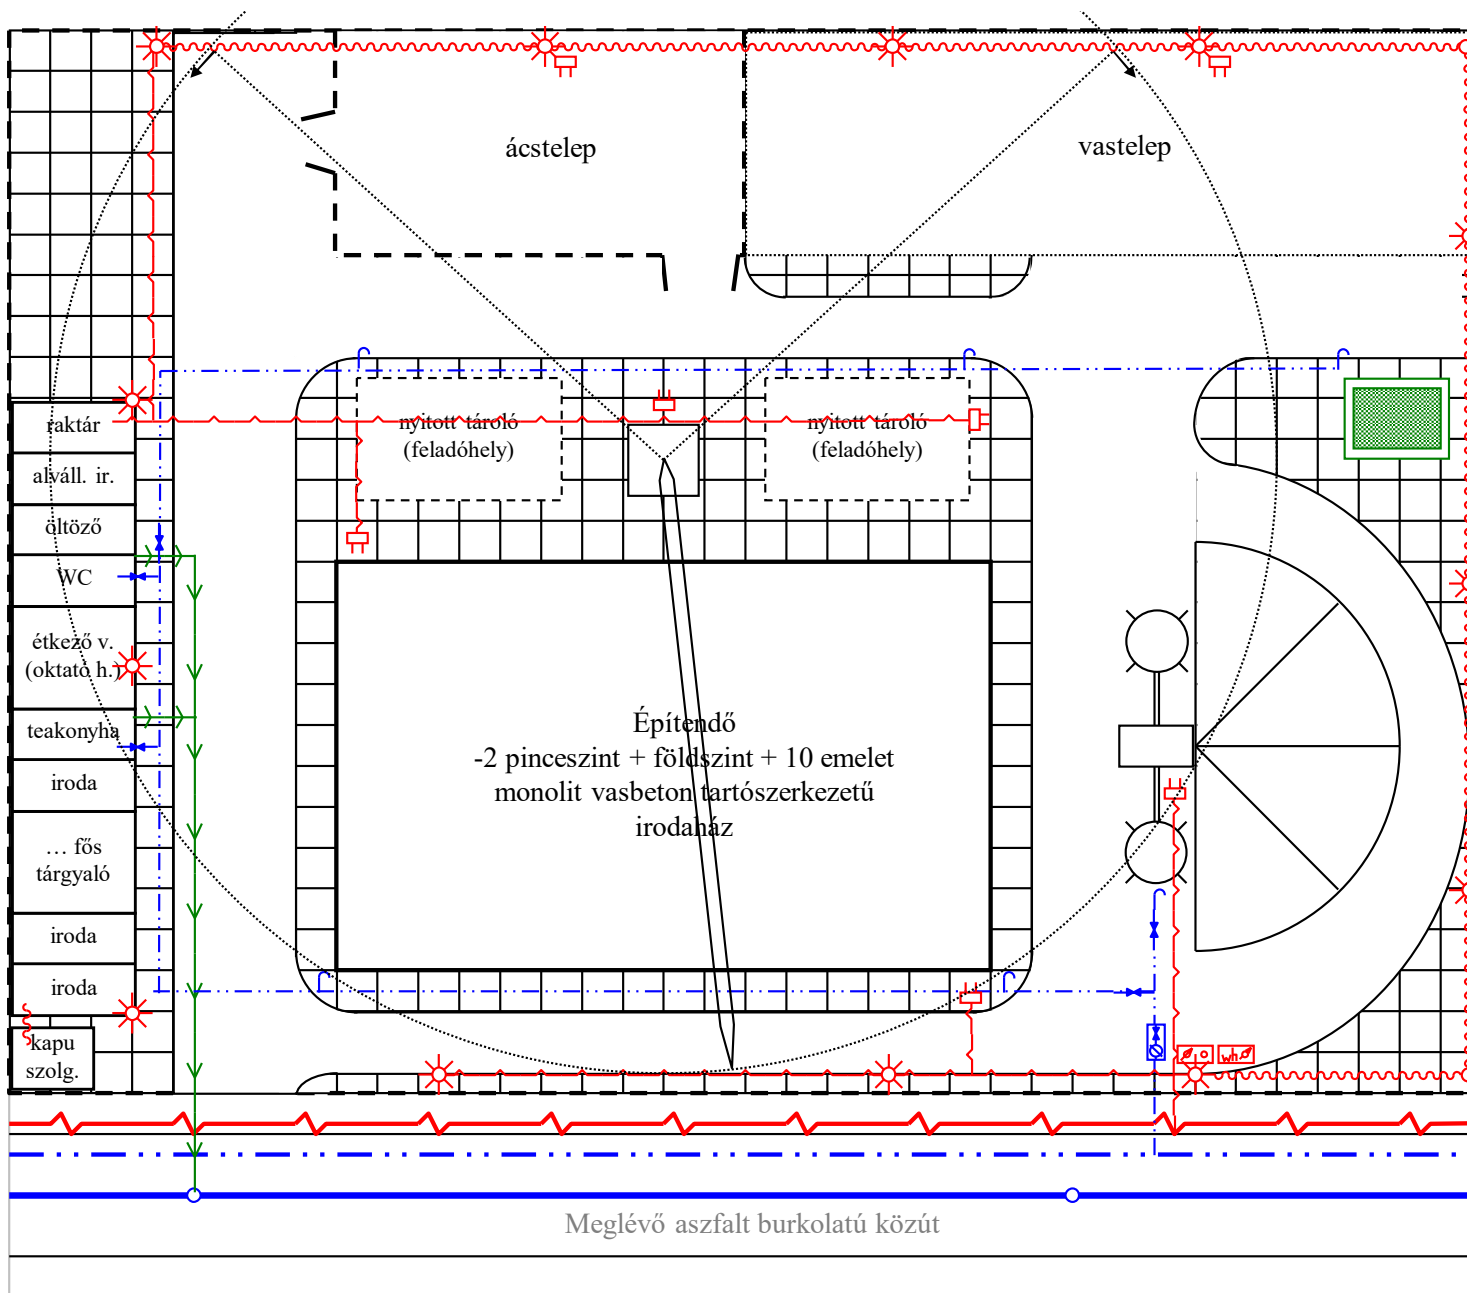 ácstelep
vastelep
nyitott tároló
(feladóhely)
nyitott tároló
(feladóhely)
raktár
alváll. ir.
öltöző
WC
étkező v.
(oktató h.)
teakonyha
iroda
… fős
tárgyaló
iroda
iroda
kapu
szolg.
Építendő
-2 pinceszint + földszint + 10 emelet
monolit vasbeton tartószerkezetű
irodaház
wh
Meglévő aszfalt burkolatú közút